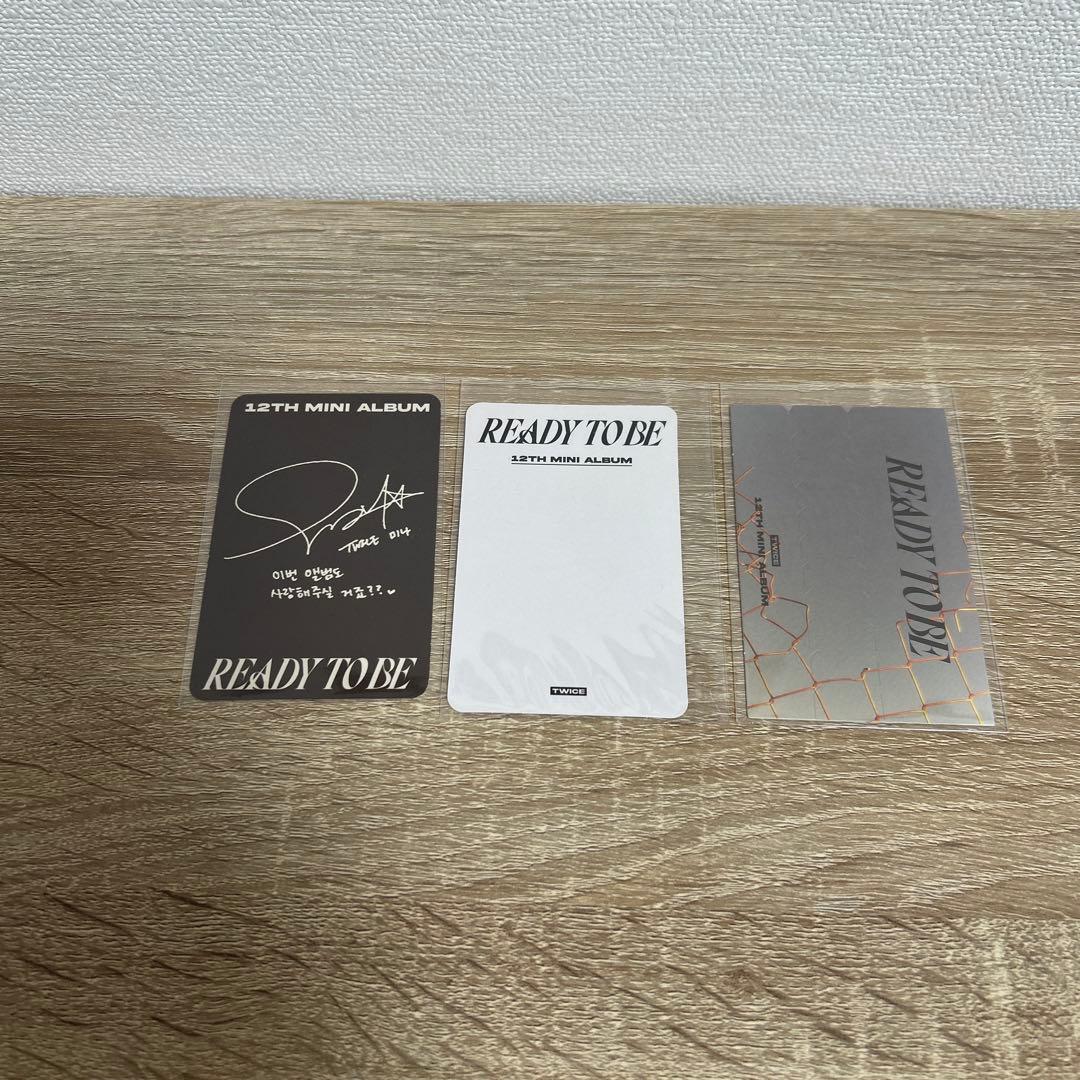 12TH MINI ALBUM
TWICE 미나
이번 앨범도
사랑해주실 거죠??♥
READY TO BE
READY TO BE
12TH MINI ALBUM
TWICE
READY TO BE
12TH MINI ALBUM
TWICE